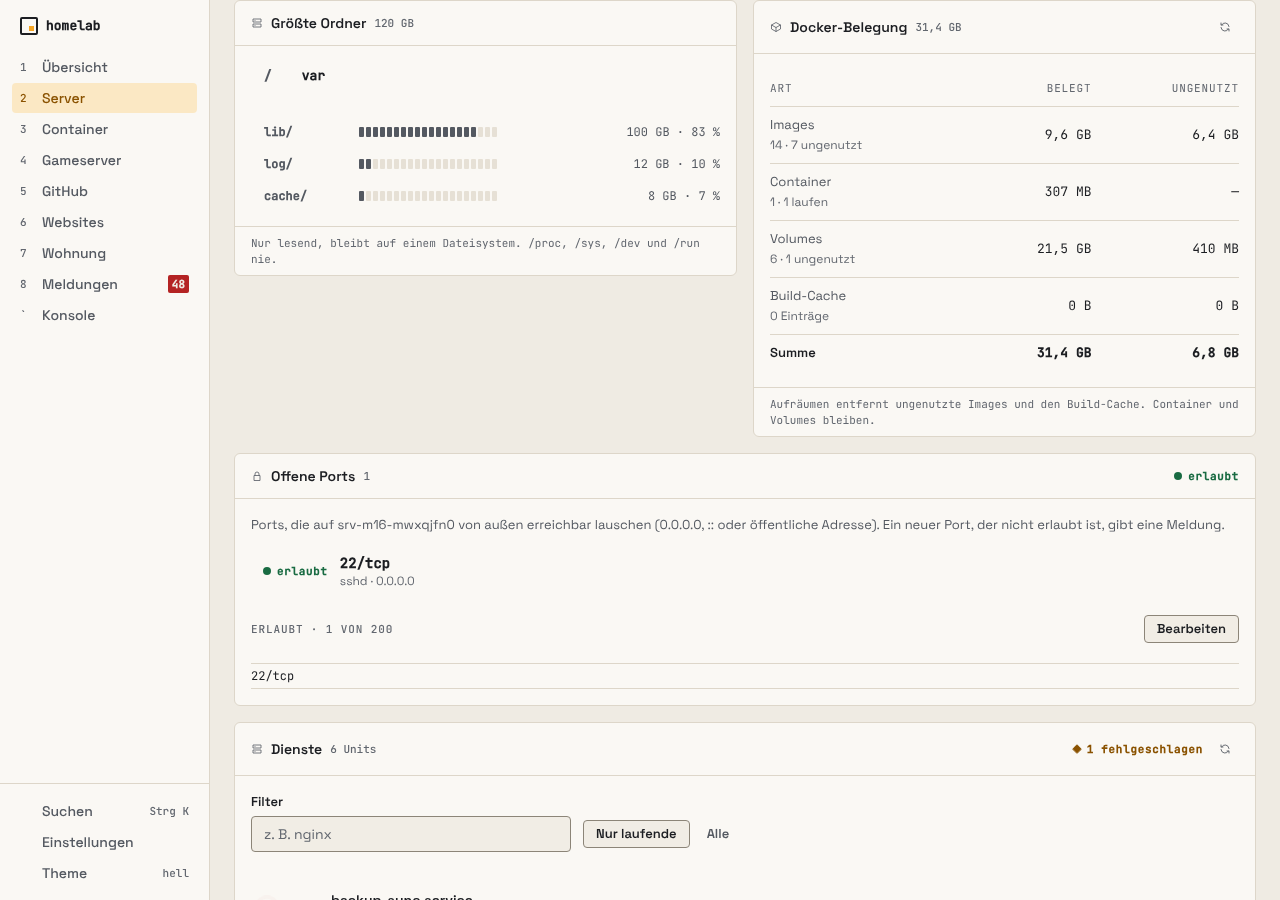 homelab
1 Übersicht
2 Server
3 Container
4 Gameserver
5 GitHub
6 Websites
7 Wohnung
8 Meldungen 48
` Konsole
Suchen Strg K
Einstellungen
Theme hell
Größte Ordner 120 GB
/ var
lib/ 100 GB · 83 %
log/ 12 GB · 10 %
cache/ 8 GB · 7 %
Nur lesend, bleibt auf einem Dateisystem. /proc, /sys, /dev und /run
nie.
Docker-Belegung 31,4 GB
ART BELEGT UNGENUTZT
Images
14 · 7 ungenutzt
9,6 GB 6,4 GB
Container
1 · 1 laufen
307 MB —
Volumes
6 · 1 ungenutzt
21,5 GB 410 MB
Build-Cache
0 Einträge
0 B 0 B
Summe 31,4 GB 6,8 GB
Aufräumen entfernt ungenutzte Images und den Build-Cache. Container und
Volumes bleiben.
Offene Ports 1 erlaubt
Ports, die auf srv-m16-mwxqjfn0 von außen erreichbar lauschen (0.0.0.0, :: oder öffentliche Adresse). Ein neuer Port, der nicht erlaubt ist, gibt eine Meldung.
erlaubt 22/tcp
sshd · 0.0.0.0
ERLAUBT · 1 VON 200 Bearbeiten
22/tcp
Dienste 6 Units 1 fehlgeschlagen
Filter
z. B. nginx Nur laufende Alle